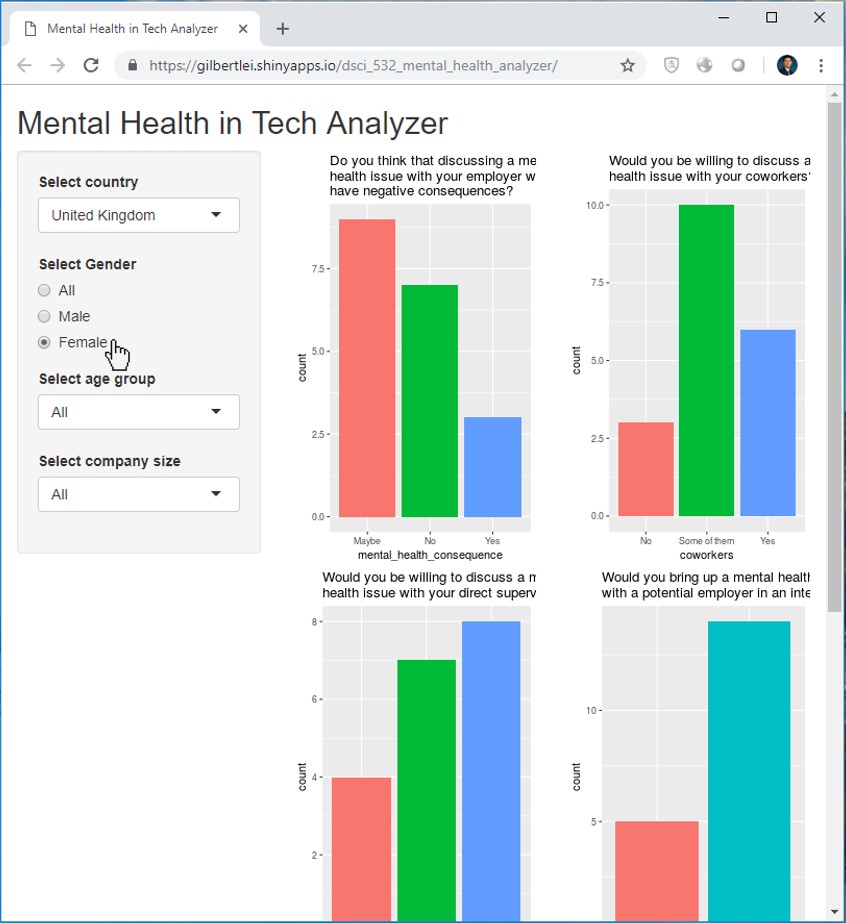 Mental Health in Tech Analyzer
https://gilbertlei.shinyapps.io/dsci_532_mental_health_analyzer/
Mental Health in Tech Analyzer
Select country
United Kingdom
Select Gender
All
Male
Female
Select age group
All
Select company size
All
Do you think that discussing a me
health issue with your employer w
have negative consequences?
7.5
5.0
2.5
0.0
count
Maybe No Yes
mental_health_consequence
Would you be willing to discuss a
health issue with your coworkers'
10.0
7.5
5.0
2.5
0.0
count
No Some of them Yes
coworkers
Would you be willing to discuss a m
health issue with your direct superv
8
6
4
2
count
Would you bring up a mental health
with a potential employer in an inte
10
5
count